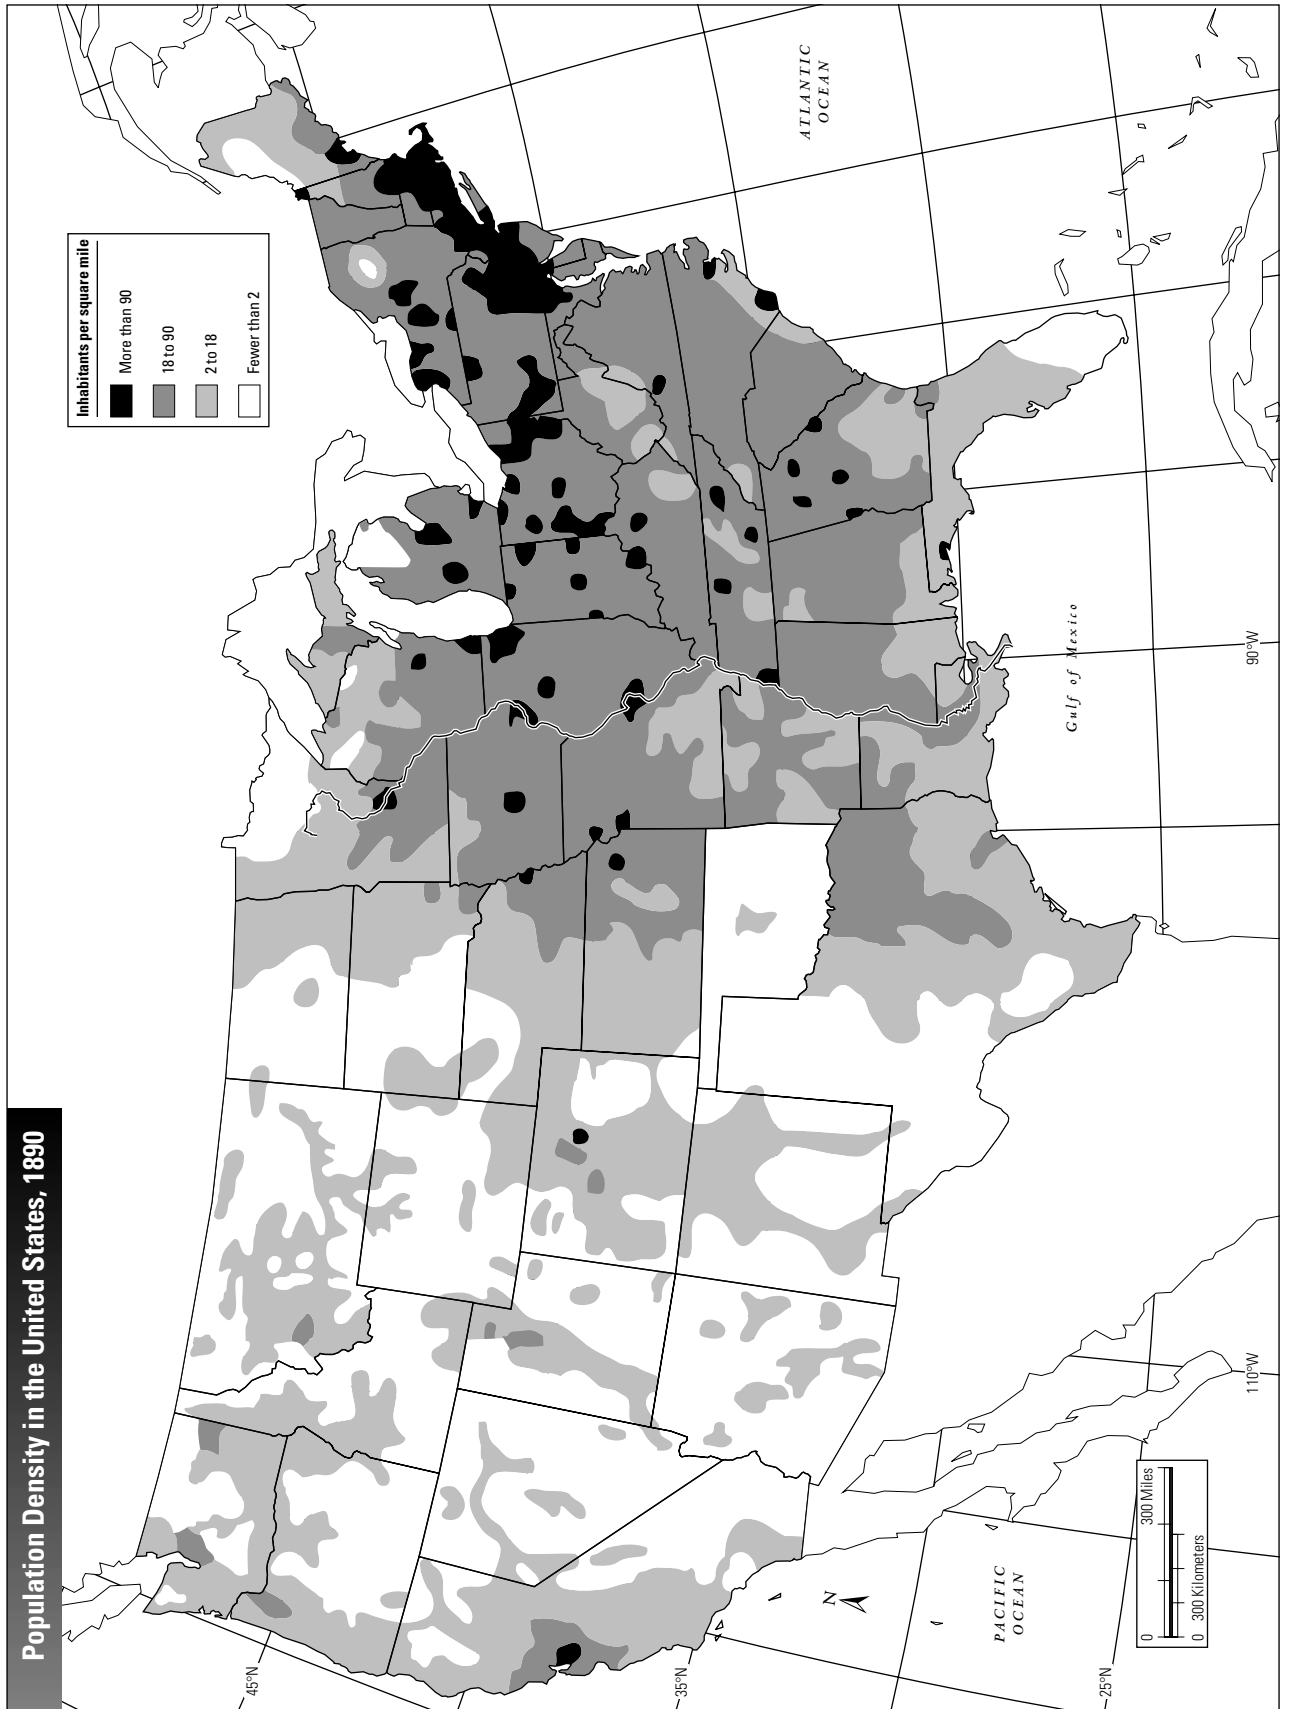 Population Density in the United States, 1890
Inhabitants per square mile
More than 90
18 to 90
2 to 18
Fewer than 2
ATLANTIC
OCEAN
Gulf of Mexico
90°W
110°W
45°N
35°N
25°N
PACIFIC
OCEAN
N
0 300 Miles
0 300 Kilometers